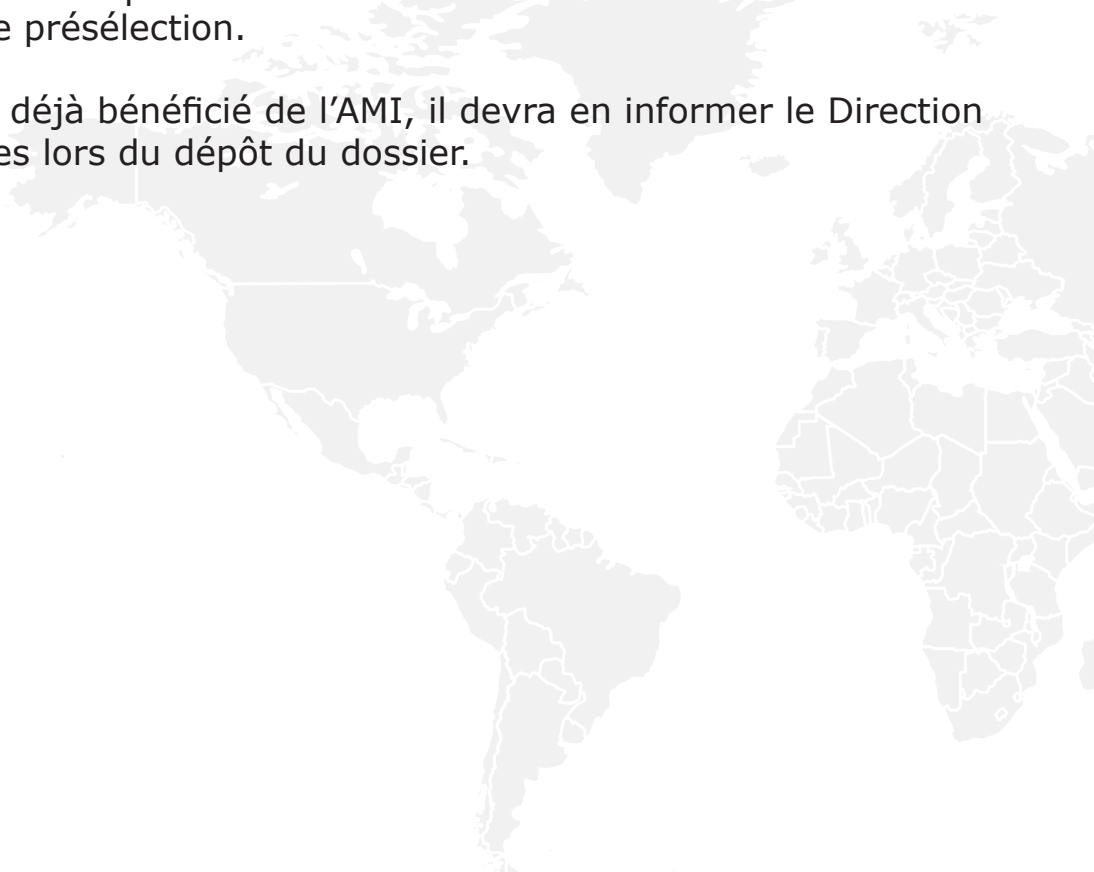 e présélection.
déjà bénéficié de l’AMI, il devra en informer le Direction
es lors du dépôt du dossier.